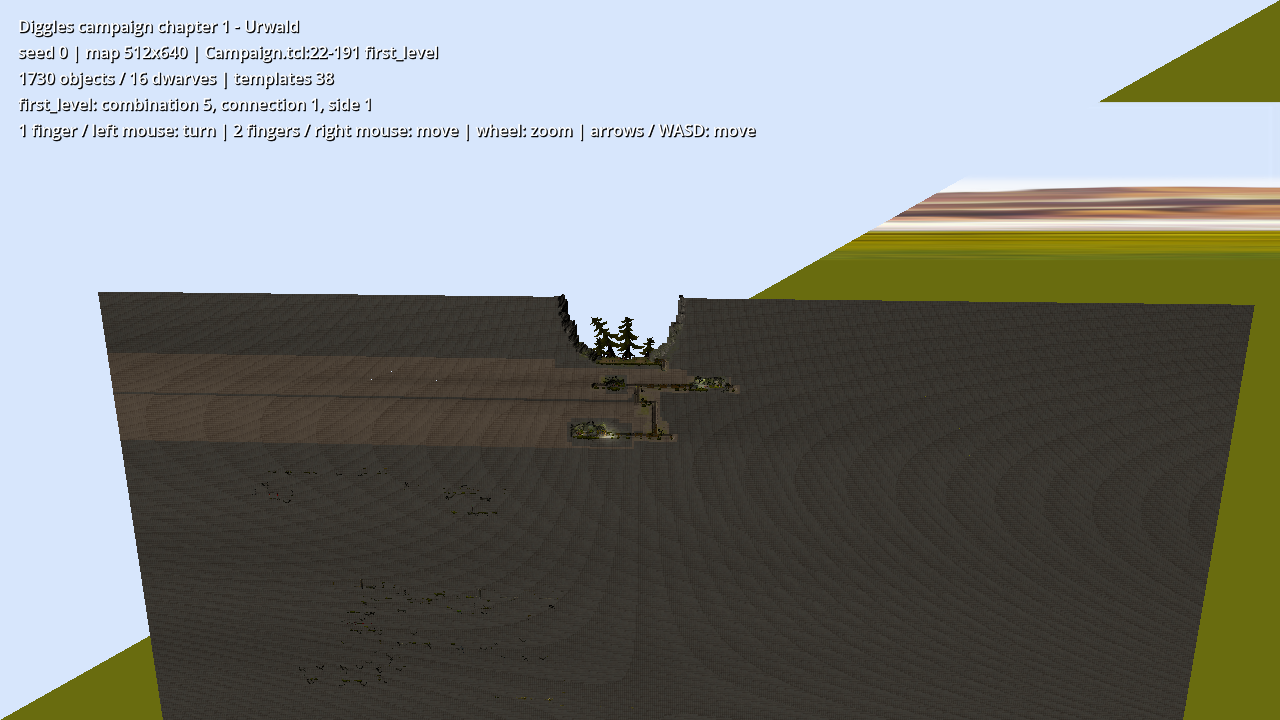 Diggles campaign chapter 1 - Urwald
seed 0 | map 512x640 | Campaign.tcl:22-191 first_level
1730 objects / 16 dwarves | templates 38
first_level: combination 5, connection 1, side 1
1 finger / left mouse: turn | 2 fingers / right mouse: move | wheel: zoom | arrows / WASD: move